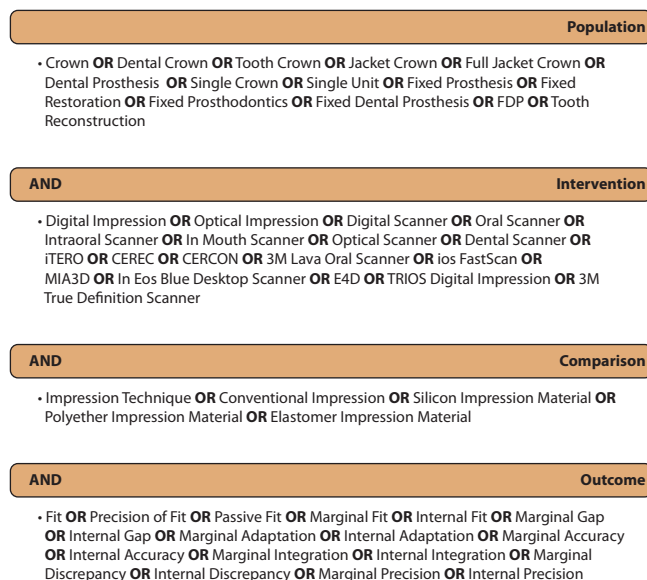 Population
• Crown OR Dental Crown OR Tooth Crown OR Jacket Crown OR Full Jacket Crown OR
Dental Prosthesis OR Single Crown OR Single Unit OR Fixed Prosthesis OR Fixed
Restoration OR Fixed Prosthodontics OR Fixed Dental Prosthesis OR FDP OR Tooth
Reconstruction
AND Intervention
• Digital Impression OR Optical Impression OR Digital Scanner OR Oral Scanner OR
Intraoral Scanner OR In Mouth Scanner OR Optical Scanner OR Dental Scanner OR
iTERO OR CEREC OR CERCON OR 3M Lava Oral Scanner OR ios FastScan OR
MIA3D OR In Eos Blue Desktop Scanner OR E4D OR TRIOS Digital Impression OR 3M
True Definition Scanner
AND Comparison
• Impression Technique OR Conventional Impression OR Silicon Impression Material OR
Polyether Impression Material OR Elastomer Impression Material
AND Outcome
• Fit OR Precision of Fit OR Passive Fit OR Marginal Fit OR Internal Fit OR Marginal Gap
OR Internal Gap OR Marginal Adaptation OR Internal Adaptation OR Marginal Accuracy
OR Internal Accuracy OR Marginal Integration OR Internal Integration OR Marginal
Discrepancy OR Internal Discrepancy OR Marginal Precision OR Internal Precision